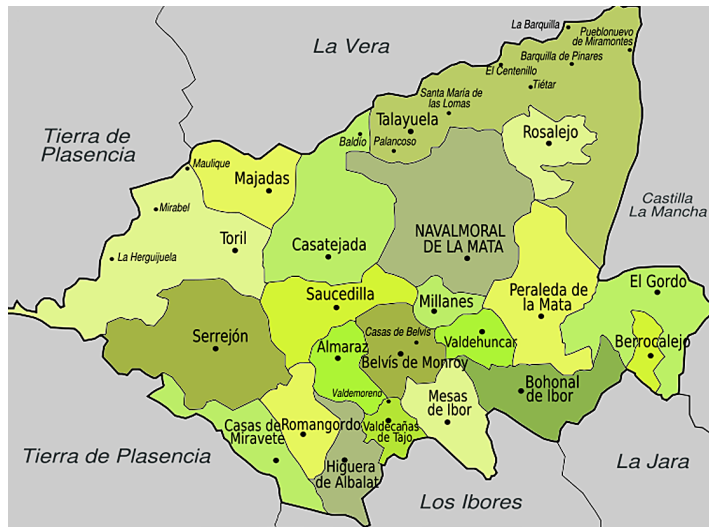 La Barquilla
Pueblonuevo
de Miramontes
La Vera
Barquilla de Pinares
El Centenillo
Tiétar
Santa María de
las Lomas
Talayuela
Rosalejo
Tierra de
Plasencia
Baldío
Palancoso
Maulique
Majadas
Castilla
La Mancha
Mirabel
Toril
Casatejada
NAVALMORAL
DE LA MATA
La Herguijuela
Saucedilla
Millanes
Peraleda de
la Mata
El Gordo
Serrejón
Almaraz
Casas de Belvis
Valdehuncar
Berrocalejo
Belvís de Monroy
Valdemoreno
Mesas
de Ibor
Bohonal
de Ibor
Casas de
Miravete
Romangordo
Valdecañas
de Tajo
Tierra de Plasencia
Higuera
de Albalat
La Jara
Los Ibores